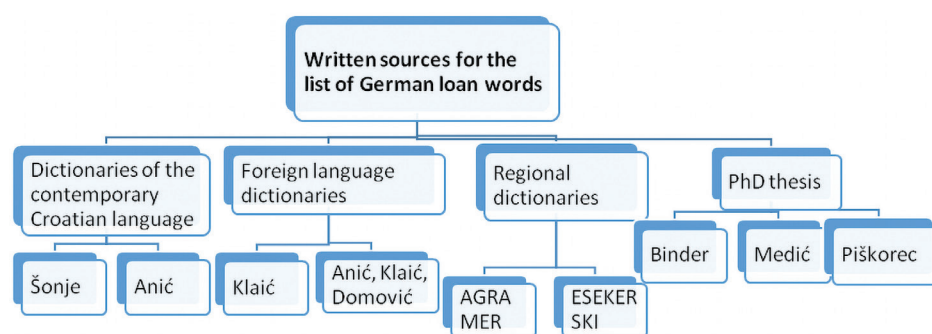 Written sources for the
list of German loan words
Dictionaries of the
contemporary
Croatian language
Foreign language
dictionaries
Regional
dictionaries
PhD thesis
Šonje
Anić
Klaić
Anić, Klaić,
Domović
AGRA
MER
ESEKER
SKI
Binder
Medić
Piškorec